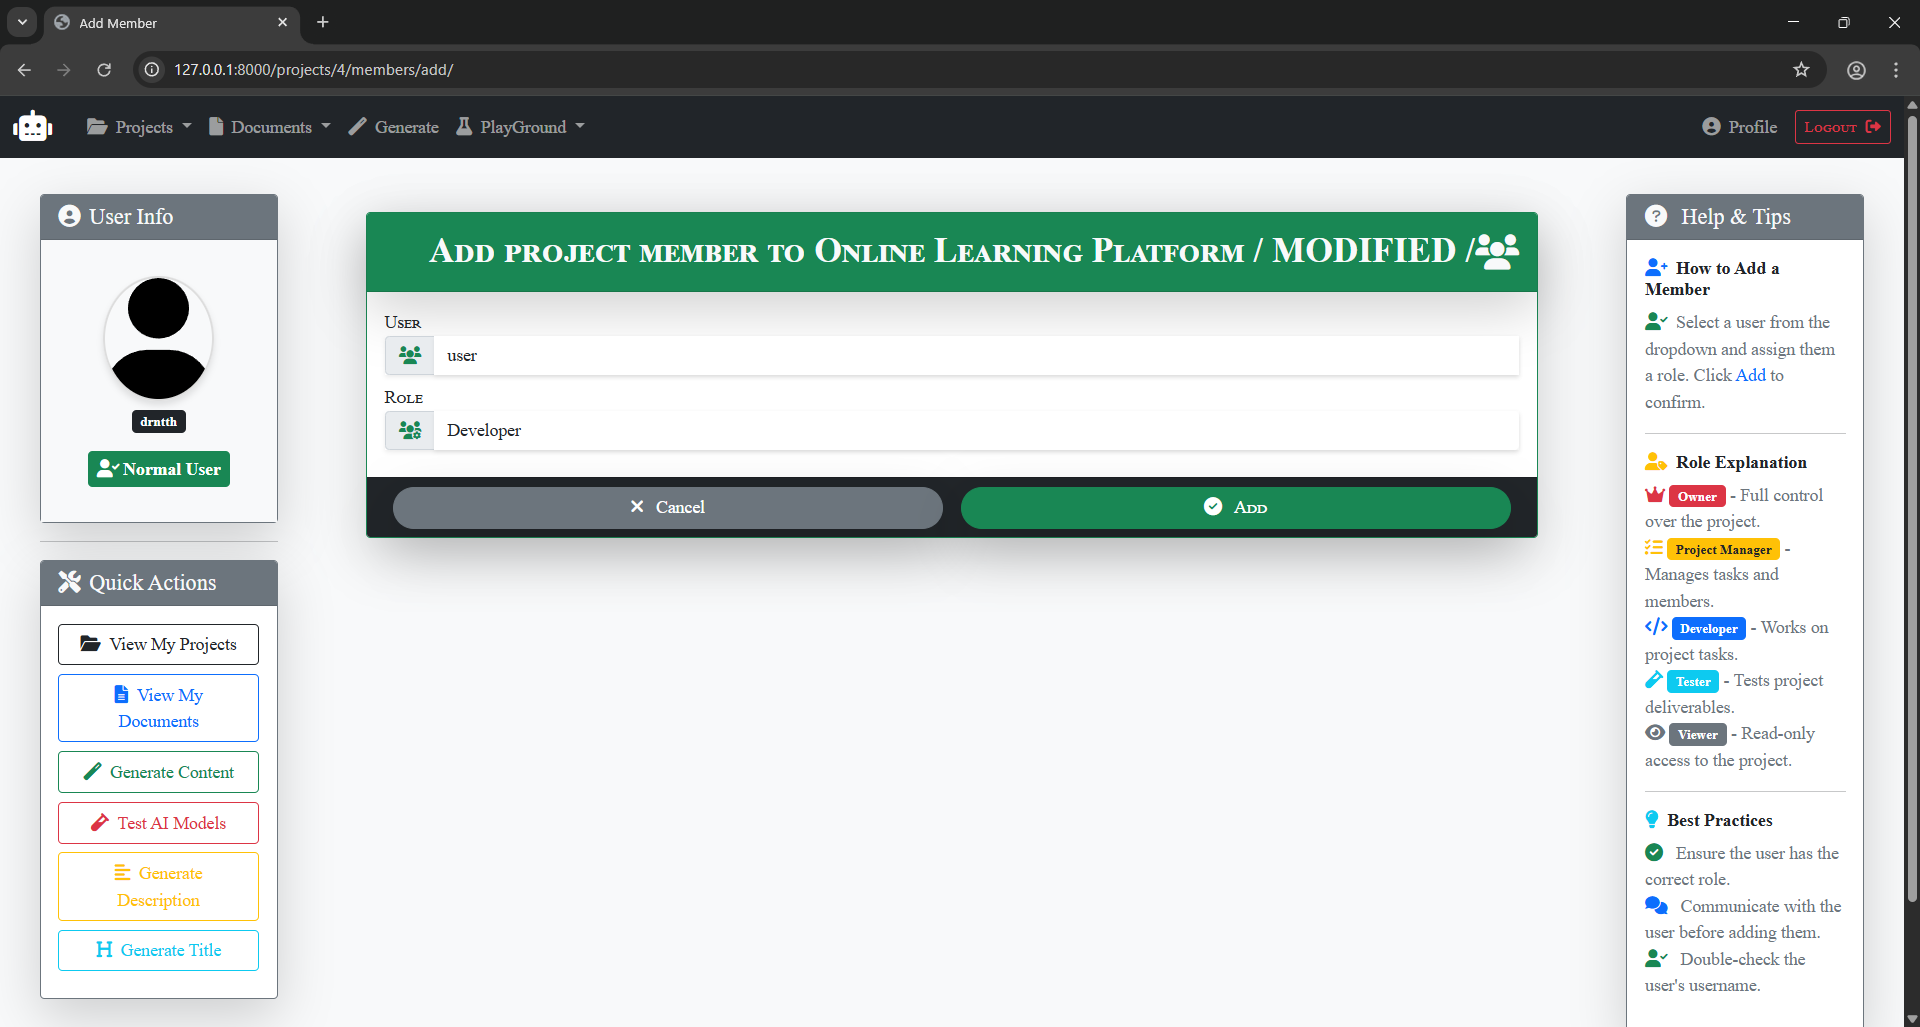 Add Member
127.0.0.1:8000/projects/4/members/add/
Projects
Documents
Generate
PlayGround
Profile
Logout
User Info
drntth
Normal User
Quick Actions
View My Projects
View My
Documents
Generate Content
Test AI Models
Generate
Description
Generate Title
Add project member to Online Learning Platform / MODIFIED /
User
user
Role
Developer
Cancel
Add
Help & Tips
How to Add a
Member
Select a user from the
dropdown and assign them
a role. Click Add to
confirm.
Role Explanation
Owner - Full control
over the project.
Project Manager -
Manages tasks and
members.
Developer - Works on
project tasks.
Tester - Tests project
deliverables.
Viewer - Read-only
access to the project.
Best Practices
Ensure the user has the
correct role.
Communicate with the
user before adding them.
Double-check the
user's username.